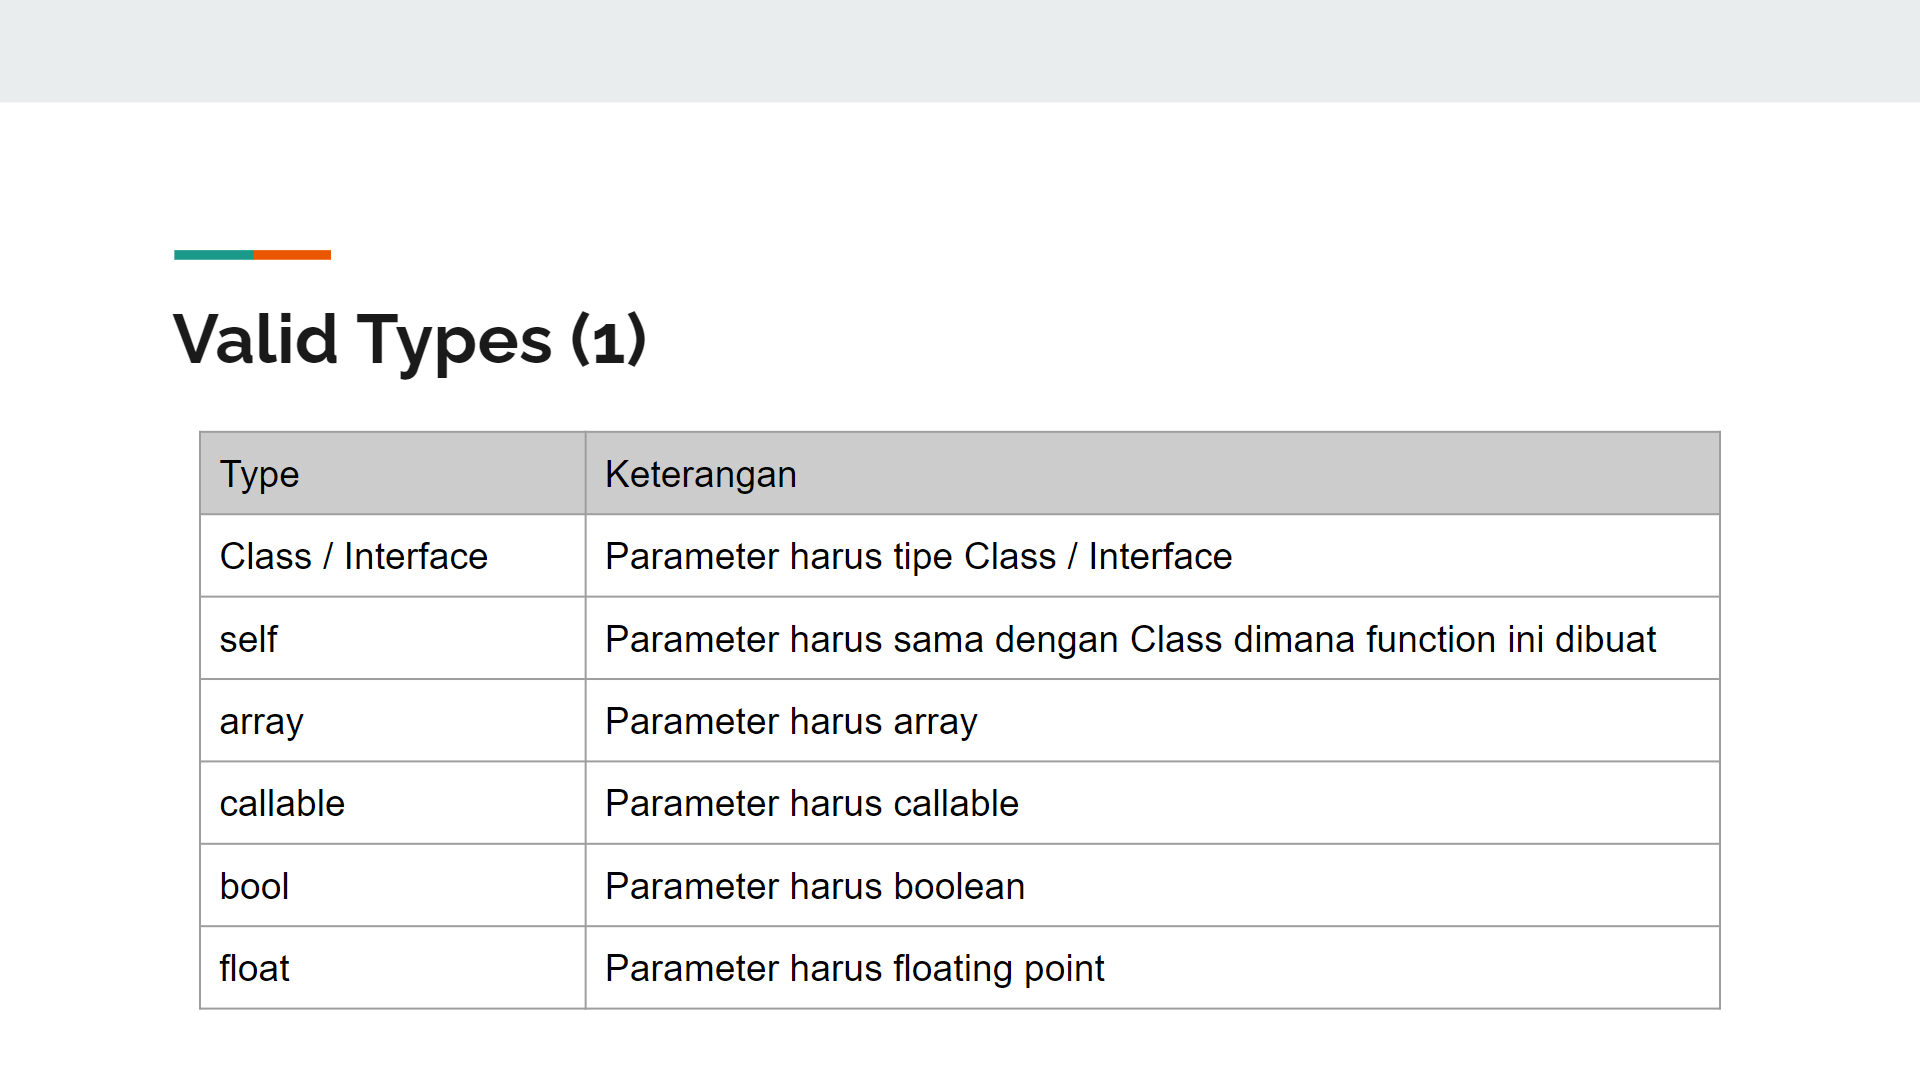 Valid Types (1)
Type Keterangan
Class / Interface Parameter harus tipe Class / Interface
self Parameter harus sama dengan Class dimana function ini dibuat
array Parameter harus array
callable Parameter harus callable
bool Parameter harus boolean
float Parameter harus floating point